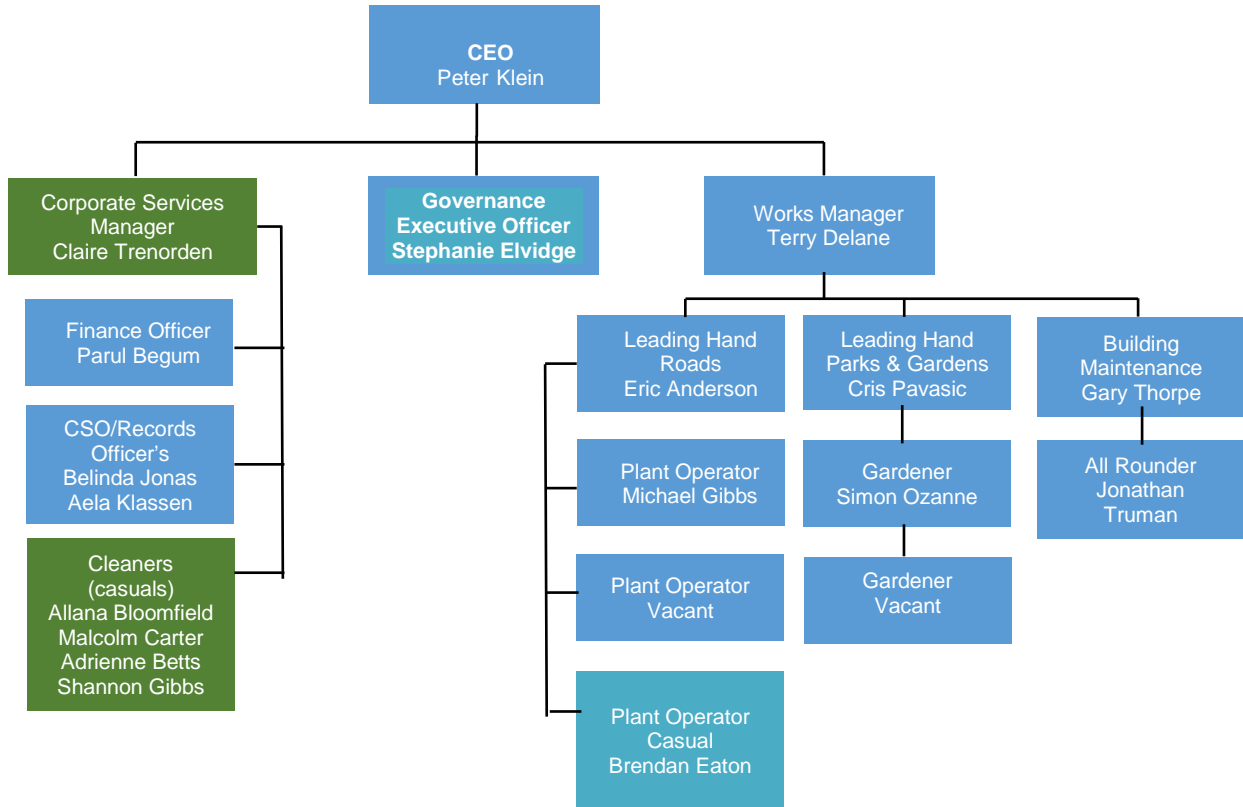 CEO
Peter Klein
Corporate Services
Manager
Claire Trenorden
Governance
Executive Officer
Stephanie Elvidge
Works Manager
Terry Delane
Finance Officer
Parul Begum
CSO/Records
Officer's
Belinda Jonas
Aela Klassen
Cleaners
(casuals)
Allana Bloomfield
Malcolm Carter
Adrienne Betts
Shannon Gibbs
Leading Hand
Roads
Eric Anderson
Plant Operator
Michael Gibbs
Plant Operator
Vacant
Plant Operator
Casual
Brendan Eaton
Leading Hand
Parks & Gardens
Cris Pavasic
Gardener
Simon Ozanne
Gardener
Vacant
Building
Maintenance
Gary Thorpe
All Rounder
Jonathan
Truman